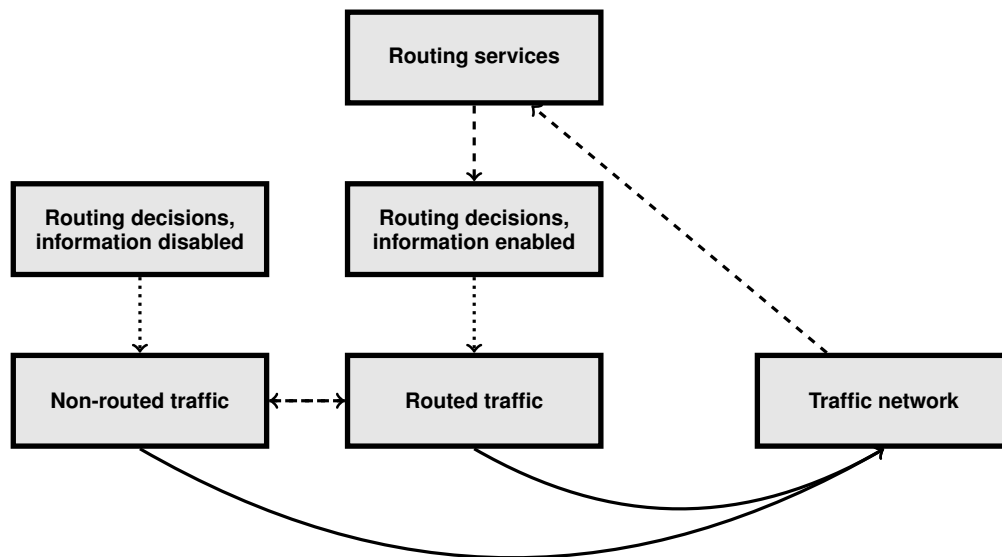 Routing services
Routing decisions,
information disabled
Routing decisions,
information enabled
Non-routed traffic
Routed traffic
Traffic network